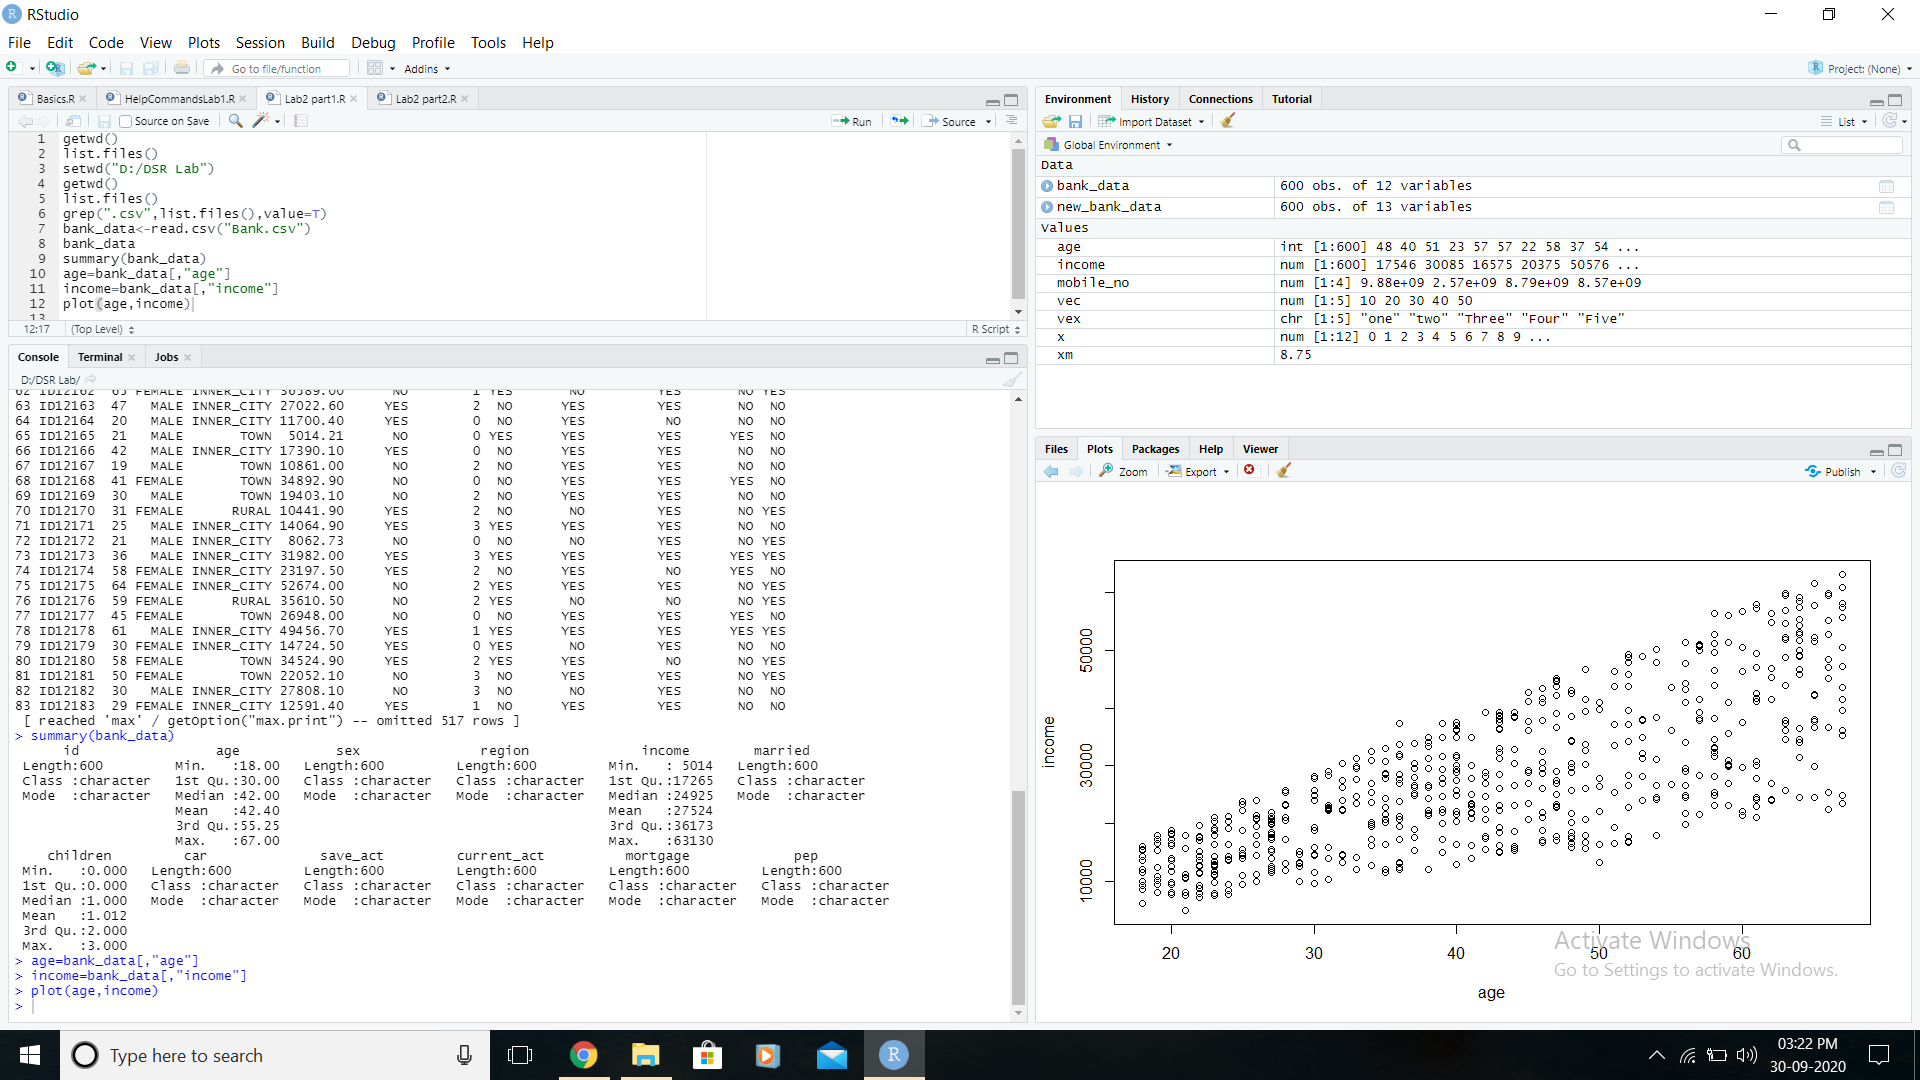 RStudio
File Edit Code View Plots Session Build Debug Profile Tools Help
Go to file/function Addins Project: (None)
Basics.R HelpCommandsLab1.R Lab2 part1.R Lab2 part2.R
Source on Save Run Source
1 getwd()
2 list.files()
3 setwd("D:/DSR Lab")
4 getwd()
5 list.files()
6 grep(".csv",list.files(),value=T)
7 bank_data<-read.csv("Bank.csv")
8 bank_data
9 summary(bank_data)
10 age=bank_data[,"age"]
11 income=bank_data[,"income"]
12 plot(age,income)
13
12:17 (Top Level) R Script
Console Terminal Jobs
D:/DSR Lab/
62 ID12162 65 FEMALE INNER_CITY 36589.00 NO 1 YES NO YES NO NO
63 ID12163 47 MALE INNER_CITY 27022.60 YES 2 NO YES YES NO NO
64 ID12164 20 MALE INNER_CITY 11700.40 YES 0 NO YES NO NO NO
65 ID12165 21 MALE TOWN 5014.21 NO 0 YES YES YES YES NO
66 ID12166 42 MALE INNER_CITY 17390.10 YES 0 NO YES YES NO NO
67 ID12167 19 MALE TOWN 10861.00 NO 2 NO YES YES NO NO
68 ID12168 41 FEMALE TOWN 34892.90 NO 0 NO YES NO YES NO
69 ID12169 30 MALE TOWN 19403.10 NO 2 NO YES YES NO NO
70 ID12170 31 FEMALE RURAL 10441.90 YES 2 NO NO YES NO YES
71 ID12171 25 MALE INNER_CITY 14064.90 YES 3 YES YES YES NO NO
72 ID12172 21 MALE INNER_CITY 8062.73 NO 0 NO NO YES NO NO
73 ID12173 36 MALE INNER_CITY 31982.00 YES 3 YES YES YES YES YES
74 ID12174 58 FEMALE INNER_CITY 23197.50 YES 2 NO YES NO YES NO
75 ID12175 64 FEMALE INNER_CITY 52674.00 NO 2 YES YES YES NO YES
76 ID12176 59 FEMALE RURAL 35610.50 NO 2 YES NO NO NO YES
77 ID12177 45 FEMALE TOWN 26948.00 NO 0 NO YES YES NO NO
78 ID12178 61 MALE INNER_CITY 49456.70 YES 1 YES YES YES YES YES
79 ID12179 30 FEMALE INNER_CITY 14724.50 YES 0 YES NO YES NO NO
80 ID12180 58 FEMALE TOWN 34524.90 YES 2 YES YES NO NO YES
81 ID12181 50 FEMALE TOWN 22052.10 NO 3 NO YES YES NO YES
82 ID12182 30 MALE INNER_CITY 27808.10 NO 3 NO NO YES NO NO
83 ID12183 29 FEMALE INNER_CITY 12591.40 YES 1 NO YES YES NO NO
[ reached 'max' / getOption("max.print") -- omitted 517 rows ]
> summary(bank_data)
id age sex region income married
Length:600 Min. :18.00 Length:600 Length:600 Min. : 5014 Length:600
Class :character 1st Qu.:30.00 Class :character Class :character 1st Qu.:17265 Class :character
Mode :character Median :42.00 Mode :character Mode :character Median :24925 Mode :character
Mean :42.40 Mean :27524
3rd Qu.:55.25 3rd Qu.:36173
Max. :67.00 Max. :63130
children car save_act current_act mortgage pep
Min. :0.000 Length:600 Length:600 Length:600 Length:600 Length:600
1st Qu.:0.000 Class :character Class :character Class :character Class :character Class :character
Median :1.000 Mode :character Mode :character Mode :character Mode :character Mode :character
Mean :1.012
3rd Qu.:2.000
Max. :3.000
> age=bank_data[,"age"]
> income=bank_data[,"income"]
> plot(age,income)
>
Environment History Connections Tutorial
Import Dataset List
Global Environment
Data
bank_data 600 obs. of 12 variables
new_bank_data 600 obs. of 13 variables
Values
age int [1:600] 48 40 51 23 57 57 22 58 37 54 ...
income num [1:600] 17546 30085 16575 20375 50576 ...
mobile_no num [1:4] 9.88e+09 2.57e+09 8.79e+09 8.57e+09
vec num [1:5] 10 20 30 40 50
vex chr [1:5] "one" "two" "Three" "Four" "Five"
x num [1:12] 0 1 2 3 4 5 6 7 8 9 ...
xm 8.75
Files Plots Packages Help Viewer
Zoom Export Publish
50000
30000
10000
income
20 30 40 50 60
age
Activate Windows
Go to Settings to activate Windows.
Type here to search
03:22 PM
30-09-2020